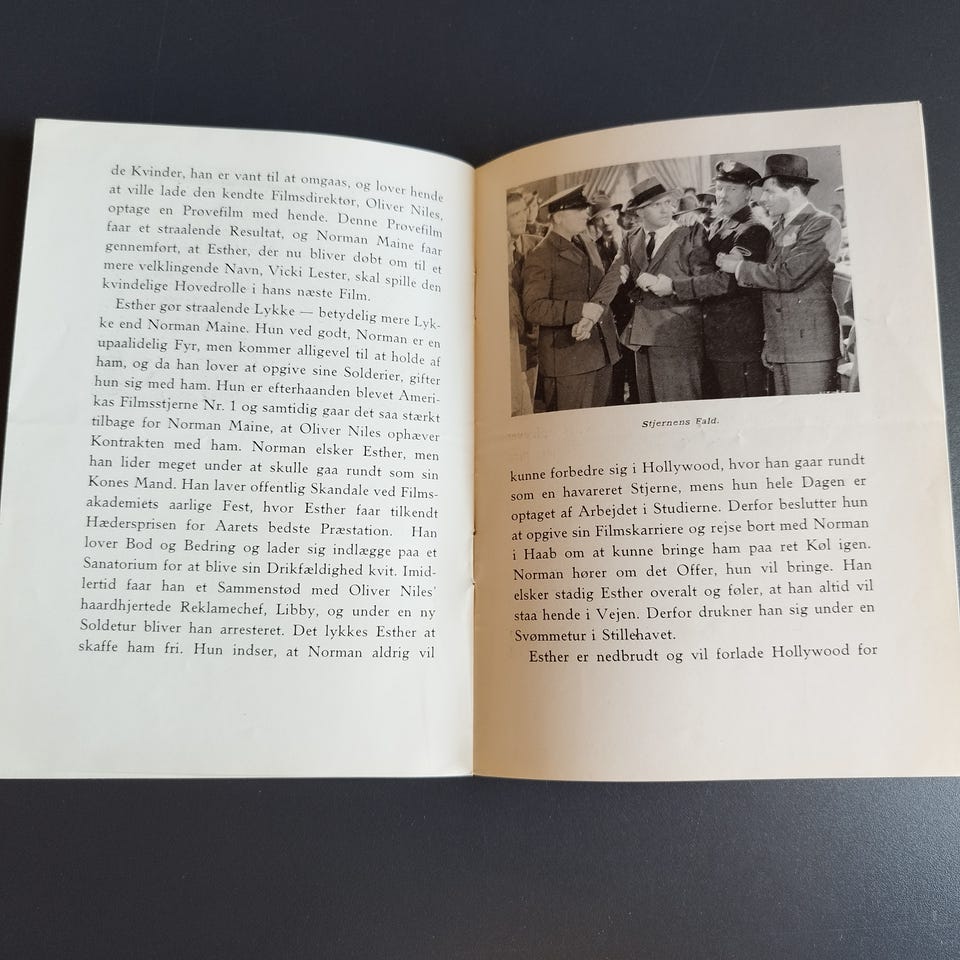 de Kvinder, han er vant til at omgaas, og lover hende
at ville lade den kendte Filmsdirektør, Oliver Niles,
optage en Prøvefilm med hende. Denne Prøvefilm
faar et straalende Resultat, og Norman Maine faar
gennemført, at Esther, der nu bliver døbt om til et
mere velklingende Navn, Vicki Lester, skal spille den
kvindelige Hovedrolle i hans næste Film.
Esther gør straalende Lykke — betydelig mere Lyk-
ke end Norman Maine. Hun ved godt, Norman er en
upaalidelig Fyr, men kommer alligevel til at holde af
ham, og da han lover at opgive sine Solderier, gifter
hun sig med ham. Hun er efterhaanden blevet Ameri-
kas Filmsstjerne Nr. 1 og samtidig gaar det saa stærkt
tilbage for Norman Maine, at Oliver Niles ophæver
Kontrakten med ham. Norman elsker Esther, men
han lider meget under at skulle gaa rundt som sin
Kones Mand. Han laver offentlig Skandale ved Films-
akademiets aarlige Fest, hvor Esther faar tilkendt
Hædersprisen for Aarets bedste Præstation. Han
lover Bod og Bedring og lader sig indlægge paa et
Sanatorium for at blive sin Drikfældighed kvit. Imid-
lertid faar han et Sammenstød med Oliver Niles'
haardhjertede Reklamechef, Libby, og under en ny
Soldetur bliver han arresteret. Det lykkes Esther at
skaffe ham fri. Hun indser, at Norman aldrig vil
Stjernens Fald.
kunne forbedre sig i Hollywood, hvor han gaar rundt
som en havareret Stjerne, mens hun hele Dagen er
optaget af Arbejdet i Studierne. Derfor beslutter hun
at opgive sin Filmskarriere og rejse bort med Norman
i Haab om at kunne bringe ham paa ret Køl igen.
Norman hører om det Offer, hun vil bringe. Han
elsker stadig Esther overalt og føler, at han altid vil
staa hende i Vejen. Derfor drukner han sig under en
Svømmetur i Stillehavet.
Esther er nedbrudt og vil forlade Hollywood for